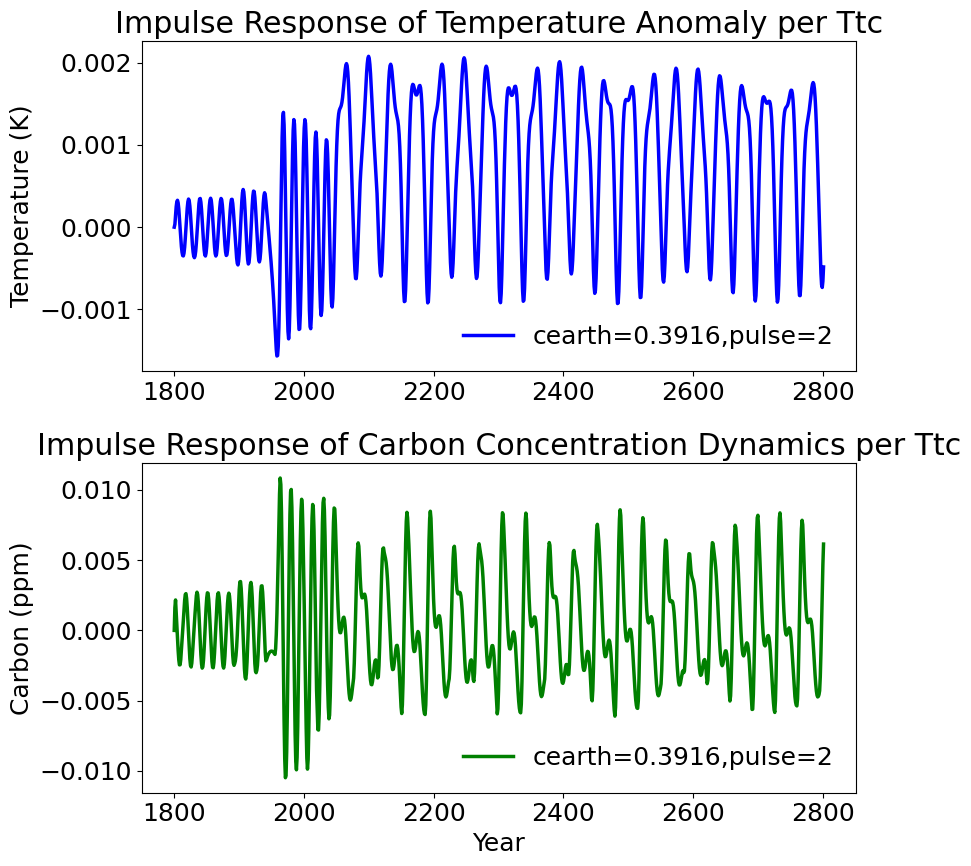 Impulse Response of Temperature Anomaly per Ttc
Temperature (K)
0.002
0.001
0.000
−0.001
cearth=0.3916,pulse=2
1800 2000 2200 2400 2600 2800
Impulse Response of Carbon Concentration Dynamics per Ttc
Carbon (ppm)
0.010
0.005
0.000
−0.005
−0.010
cearth=0.3916,pulse=2
1800 2000 2200 2400 2600 2800
Year